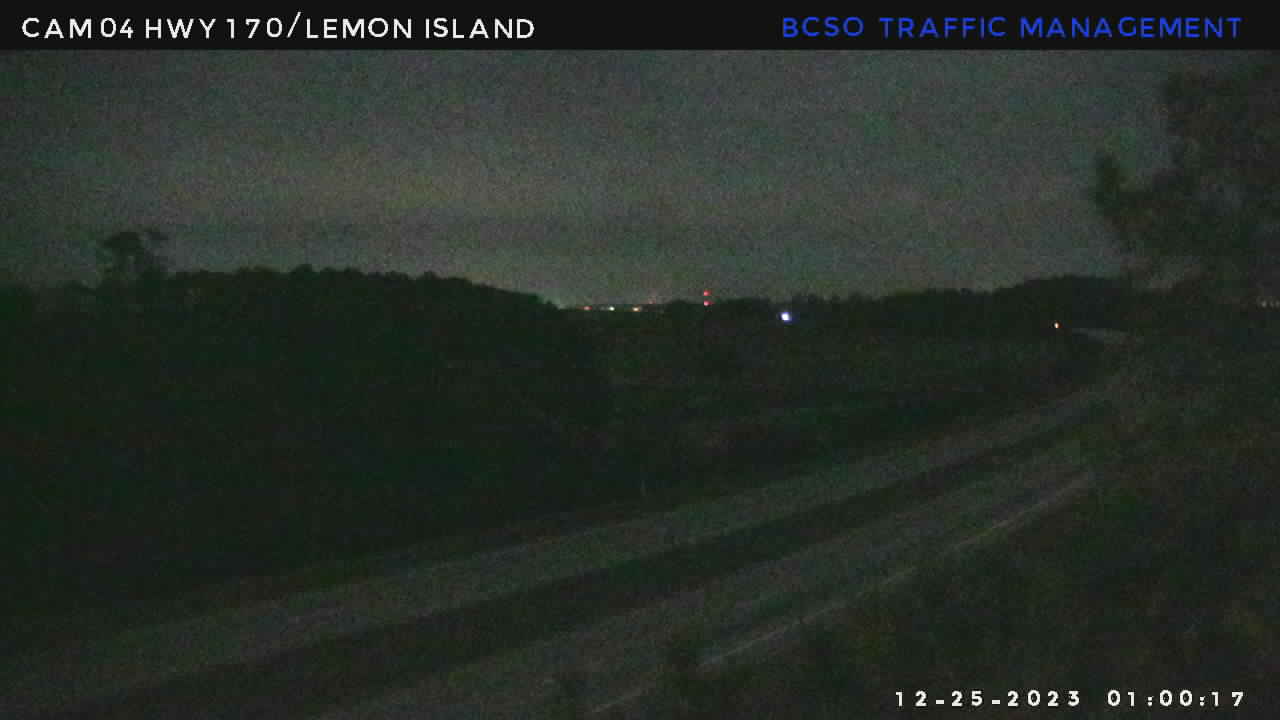 CAM04 HWY 170/LEMON ISLAND
BCSO TRAFFIC MANAGEMENT
12-25-2023 01:00:17